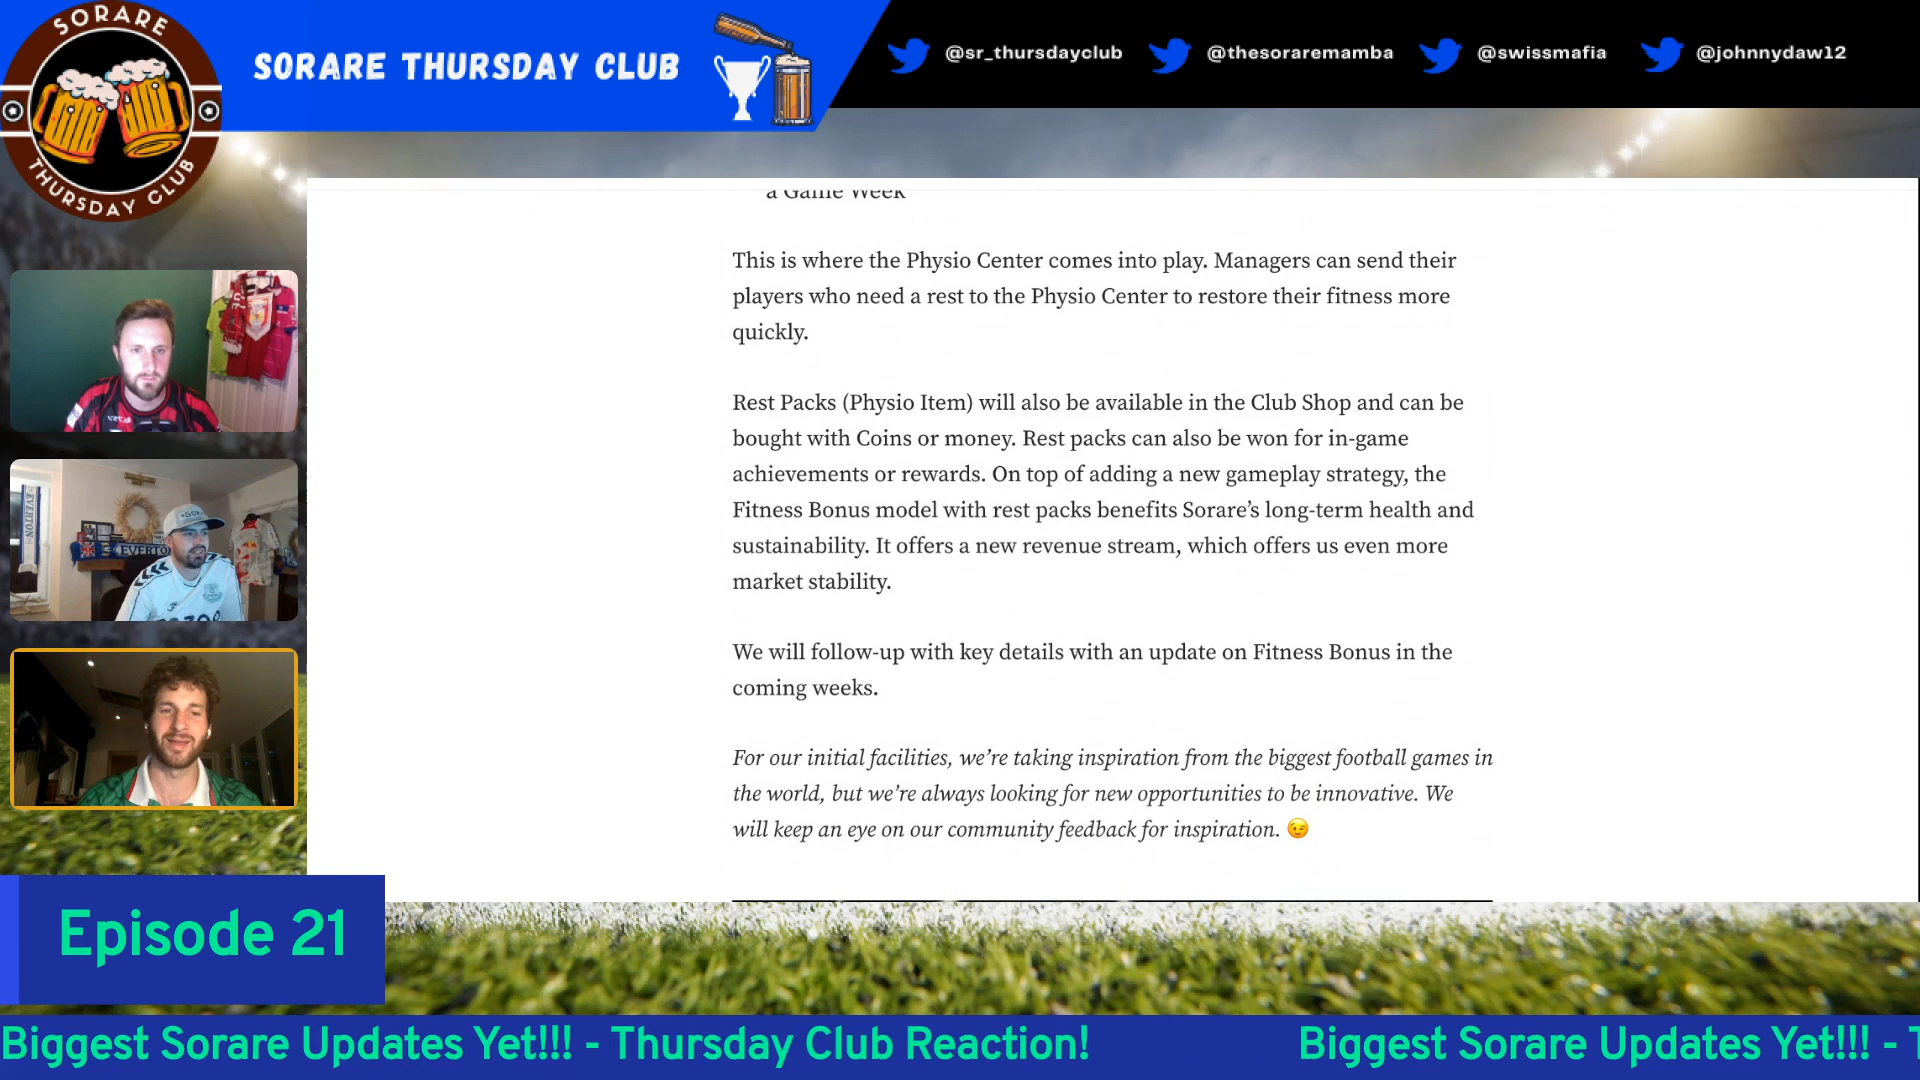 SORARE
THURSDAY CLUB
SORARE THURSDAY CLUB
@sr_thursdayclub
@thesoraremamba
@swissmafia
@johnnydaw12
a Game Week
This is where the Physio Center comes into play. Managers can send their
players who need a rest to the Physio Center to restore their fitness more
quickly.
Rest Packs (Physio Item) will also be available in the Club Shop and can be
bought with Coins or money. Rest packs can also be won for in-game
achievements or rewards. On top of adding a new gameplay strategy, the
Fitness Bonus model with rest packs benefits Sorare’s long-term health and
sustainability. It offers a new revenue stream, which offers us even more
market stability.
We will follow-up with key details with an update on Fitness Bonus in the
coming weeks.
For our initial facilities, we’re taking inspiration from the biggest football games in
the world, but we’re always looking for new opportunities to be innovative. We
will keep an eye on our community feedback for inspiration. 😉
EVERTON
EVERTO
Episode 21
Biggest Sorare Updates Yet!!! - Thursday Club Reaction!
Biggest Sorare Updates Yet!!! - T